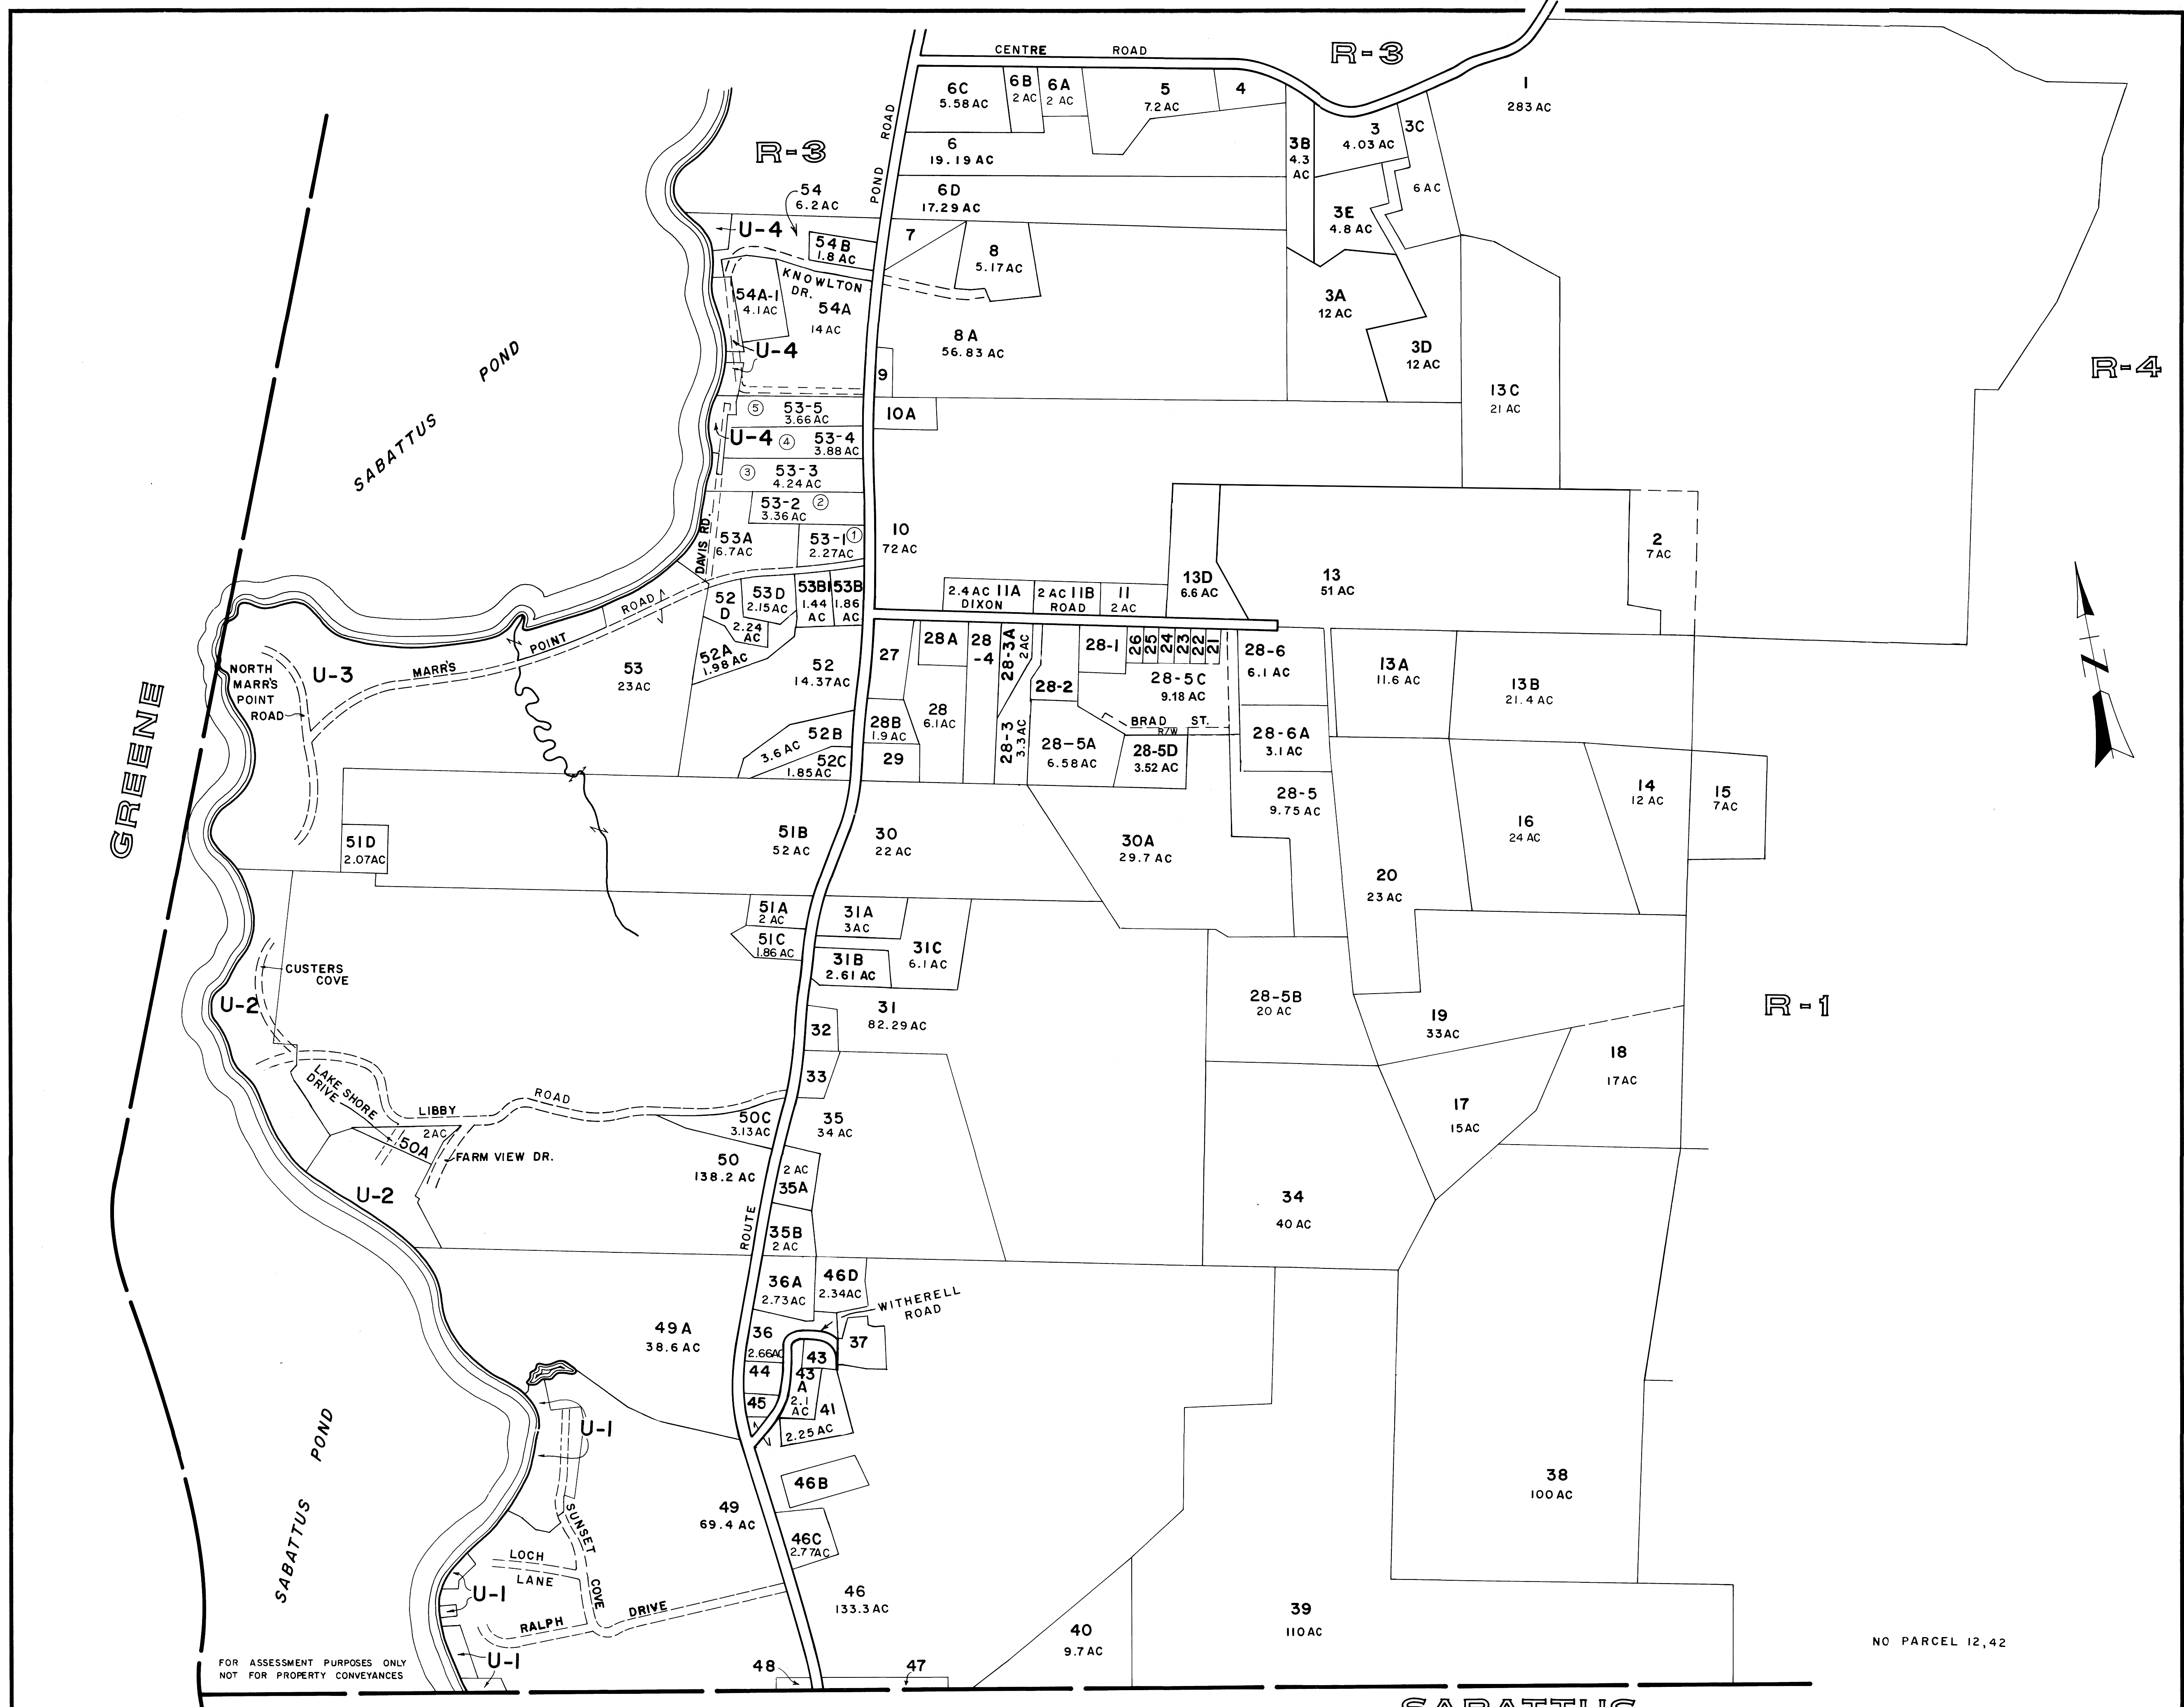 CENTRE ROAD
R-3
1
283 AC
6C
5.58 AC
6B
2 AC
6A
2 AC
5
7.2 AC
4
POND ROAD
R-3
6
19.19 AC
3B
4.3
AC
3
4.03 AC
3C
6 AC
54
6.2 AC
6D
17.29 AC
3E
4.8 AC
U-4
54B
1.8 AC
7
8
5.17 AC
KNOWLTON
DR.
54A-1
4.1 AC
54A
14 AC
3A
12 AC
8A
56.83 AC
3D
12 AC
U-4
SABATTUS POND
R-4
9
13C
21 AC
5
53-5
3.66 AC
10A
U-4
4
53-4
3.88 AC
3
53-3
4.24 AC
53-2
2
3.36 AC
DAVIS RD.
53A
6.7 AC
53-1
1
2.27 AC
10
72 AC
2
7 AC
13
51 AC
13D
6.6 AC
2.4 AC 11A
DIXON
2 AC 11B
ROAD
11
2 AC
52
D
2.24
AC
53D
2.15 AC
53B1
1.44
AC
53B
1.86
AC
MARR'S POINT ROAD
52A
1.98 AC
52
14.37 AC
53
23 AC
27
28A
28
-4
28-3A
2 AC
28-2
28-1
26
25
24
23
22
21
28-6
6.1 AC
13A
11.6 AC
13B
21.4 AC
N
NORTH
MARR'S
POINT
ROAD
U-3
28-5C
9.18 AC
28B
1.9 AC
28
6.1 AC
28-3
3.3 AC
BRAD ST.
R/W
28-5A
6.58 AC
28-5D
3.52 AC
28-6A
3.1 AC
52B
3.6 AC
52C
1.85 AC
29
GREENE
28-5
9.75 AC
14
12 AC
15
7 AC
16
24 AC
51D
2.07 AC
51B
52 AC
30
22 AC
30A
29.7 AC
20
23 AC
51A
2 AC
31A
3 AC
51C
1.86 AC
31B
2.61 AC
31C
6.1 AC
CUSTERS
COVE
U-2
31
82.29 AC
32
28-5B
20 AC
19
33 AC
R-1
18
17 AC
33
LAKE SHORE
DRIVE
LIBBY ROAD
50C
3.13 AC
35
34 AC
17
15 AC
2 AC
50A
FARM VIEW DR.
50
138.2 AC
2 AC
35A
U-2
34
40 AC
ROUTE
35B
2 AC
36A
2.73 AC
46D
2.34 AC
WITHERELL
ROAD
49A
38.6 AC
36
2.66 AC
37
43
44
43
A
2.1
AC
45
41
2.25 AC
U-1
SABATTUS POND
46B
38
100 AC
49
69.4 AC
46C
2.77 AC
SUNSET COVE
LOCH
LANE
U-1
46
133.3 AC
RALPH DRIVE
40
9.7 AC
39
110 AC
NO PARCEL 12,42
FOR ASSESSMENT PURPOSES ONLY
NOT FOR PROPERTY CONVEYANCES
U-1
48
47
SABATTUS